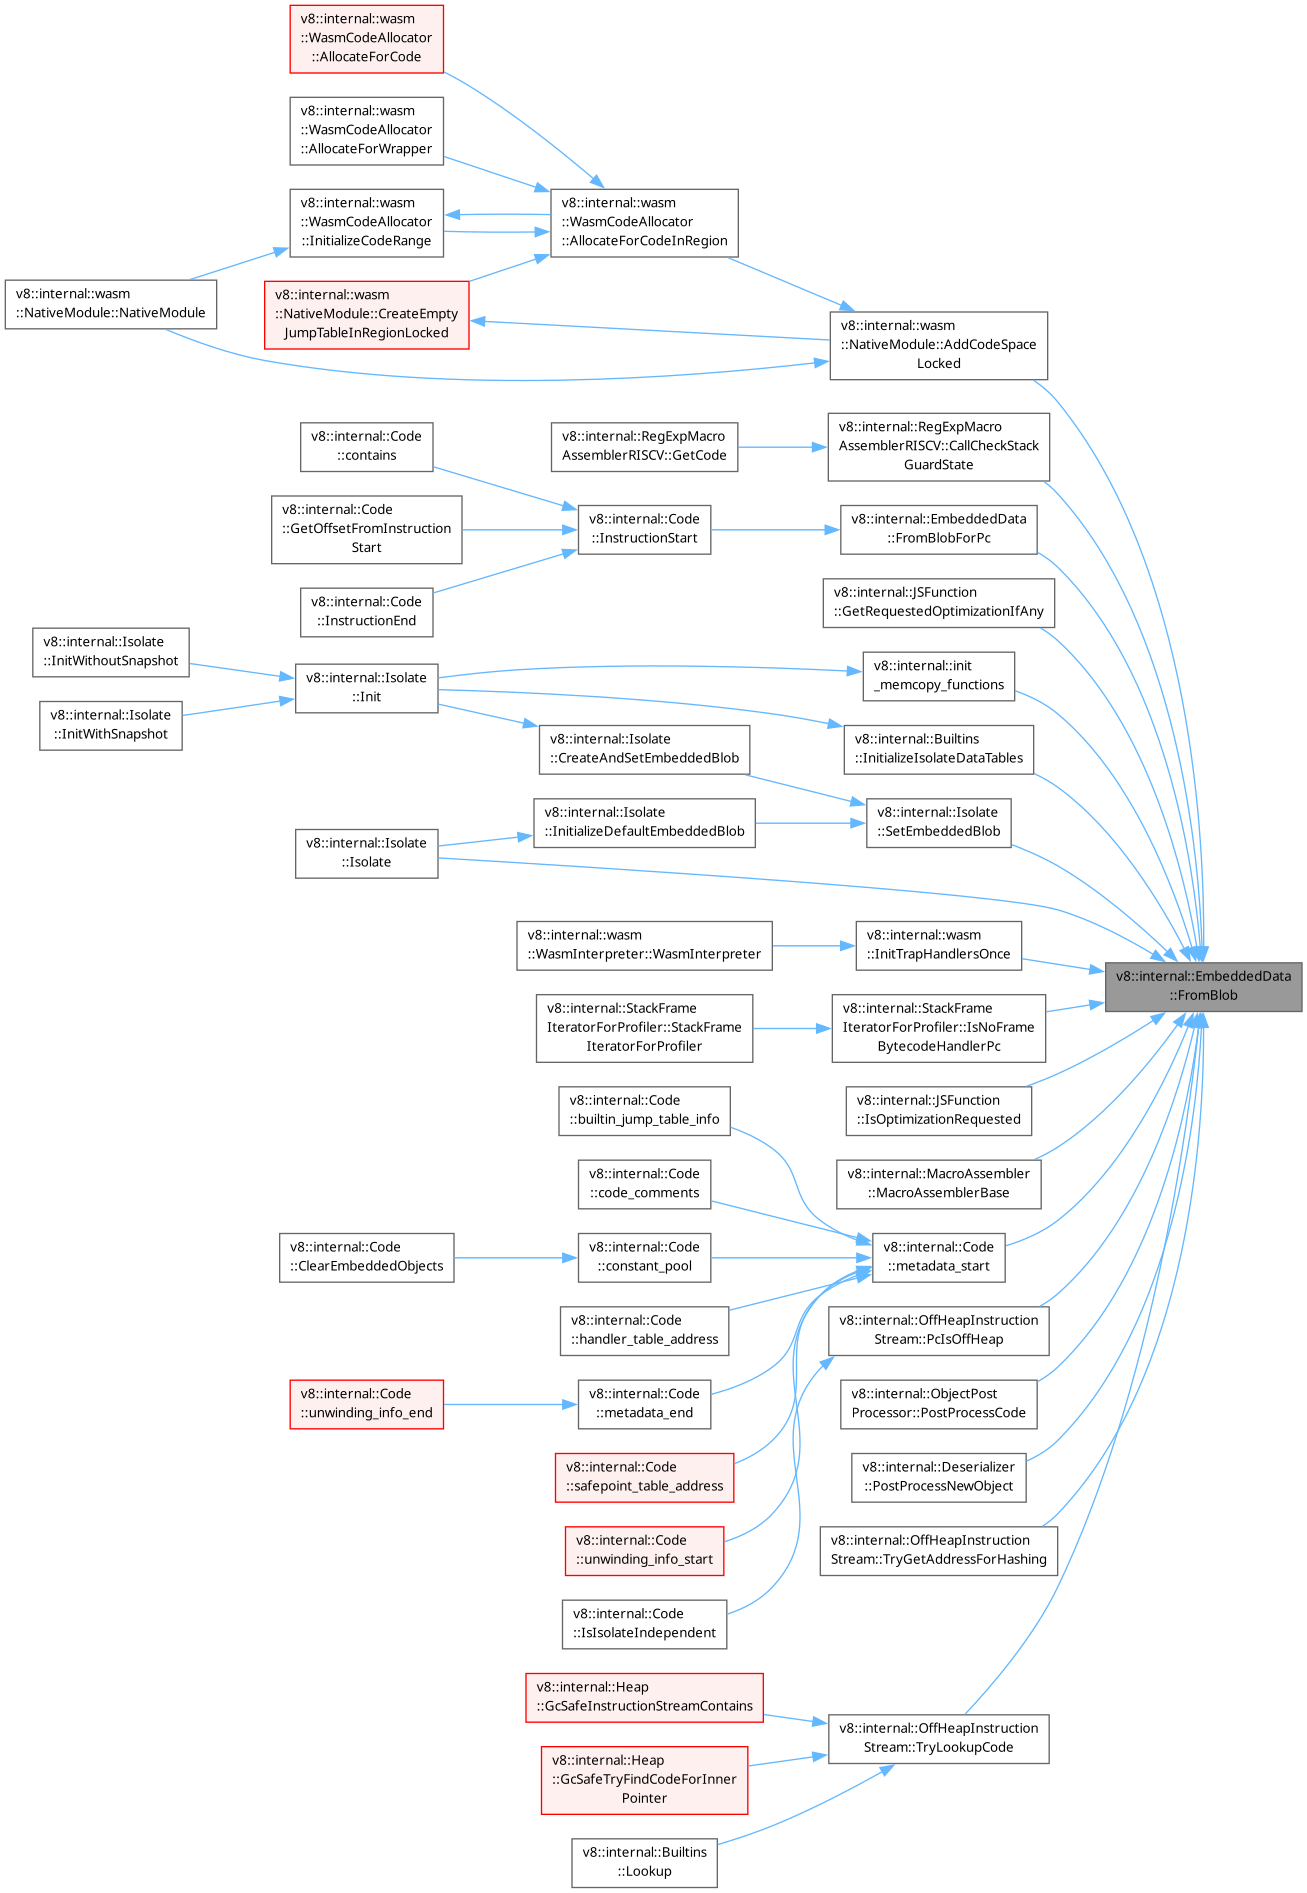 v8::internal::wasm
::WasmCodeAllocator
::AllocateForCode
v8::internal::wasm
::WasmCodeAllocator
::AllocateForWrapper
v8::internal::wasm
::WasmCodeAllocator
::InitializeCodeRange
v8::internal::wasm
::WasmCodeAllocator
::AllocateForCodeInRegion
v8::internal::wasm
::NativeModule::NativeModule
v8::internal::wasm
::NativeModule::CreateEmpty
JumpTableInRegionLocked
v8::internal::wasm
::NativeModule::AddCodeSpace
Locked
v8::internal::Code
::contains
v8::internal::RegExpMacro
AssemblerRISCV::GetCode
v8::internal::RegExpMacro
AssemblerRISCV::CallCheckStack
GuardState
v8::internal::Code
::GetOffsetFromInstruction
Start
v8::internal::Code
::InstructionStart
v8::internal::EmbeddedData
::FromBlobForPc
v8::internal::Code
::InstructionEnd
v8::internal::JSFunction
::GetRequestedOptimizationIfAny
v8::internal::Isolate
::InitWithoutSnapshot
v8::internal::Isolate
::Init
v8::internal::init
_memcopy_functions
v8::internal::Isolate
::InitWithSnapshot
v8::internal::Isolate
::CreateAndSetEmbeddedBlob
v8::internal::Builtins
::InitializeIsolateDataTables
v8::internal::Isolate
::InitializeDefaultEmbeddedBlob
v8::internal::Isolate
::SetEmbeddedBlob
v8::internal::Isolate
::Isolate
v8::internal::wasm
::WasmInterpreter::WasmInterpreter
v8::internal::wasm
::InitTrapHandlersOnce
v8::internal::EmbeddedData
::FromBlob
v8::internal::StackFrame
IteratorForProfiler::StackFrame
IteratorForProfiler
v8::internal::StackFrame
IteratorForProfiler::IsNoFrame
BytecodeHandlerPc
v8::internal::Code
::builtin_jump_table_info
v8::internal::JSFunction
::IsOptimizationRequested
v8::internal::Code
::code_comments
v8::internal::MacroAssembler
::MacroAssemblerBase
v8::internal::Code
::ClearEmbeddedObjects
v8::internal::Code
::constant_pool
v8::internal::Code
::metadata_start
v8::internal::Code
::handler_table_address
v8::internal::OffHeapInstruction
Stream::PcIsOffHeap
v8::internal::Code
::unwinding_info_end
v8::internal::Code
::metadata_end
v8::internal::ObjectPost
Processor::PostProcessCode
v8::internal::Code
::safepoint_table_address
v8::internal::Deserializer
::PostProcessNewObject
v8::internal::Code
::unwinding_info_start
v8::internal::OffHeapInstruction
Stream::TryGetAddressForHashing
v8::internal::Code
::IsIsolateIndependent
v8::internal::Heap
::GcSafeInstructionStreamContains
v8::internal::OffHeapInstruction
Stream::TryLookupCode
v8::internal::Heap
::GcSafeTryFindCodeForInner
Pointer
v8::internal::Builtins
::Lookup